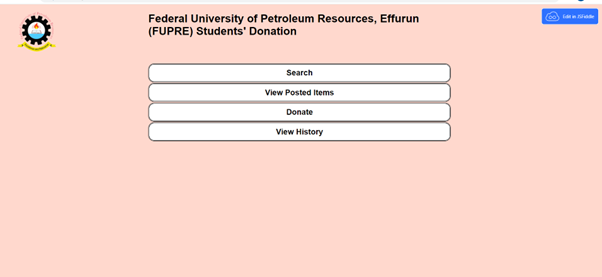 Federal University of Petroleum Resources, Effurun
(FUPRE) Students' Donation
Edit in JSFiddle
Search
View Posted Items
Donate
View History